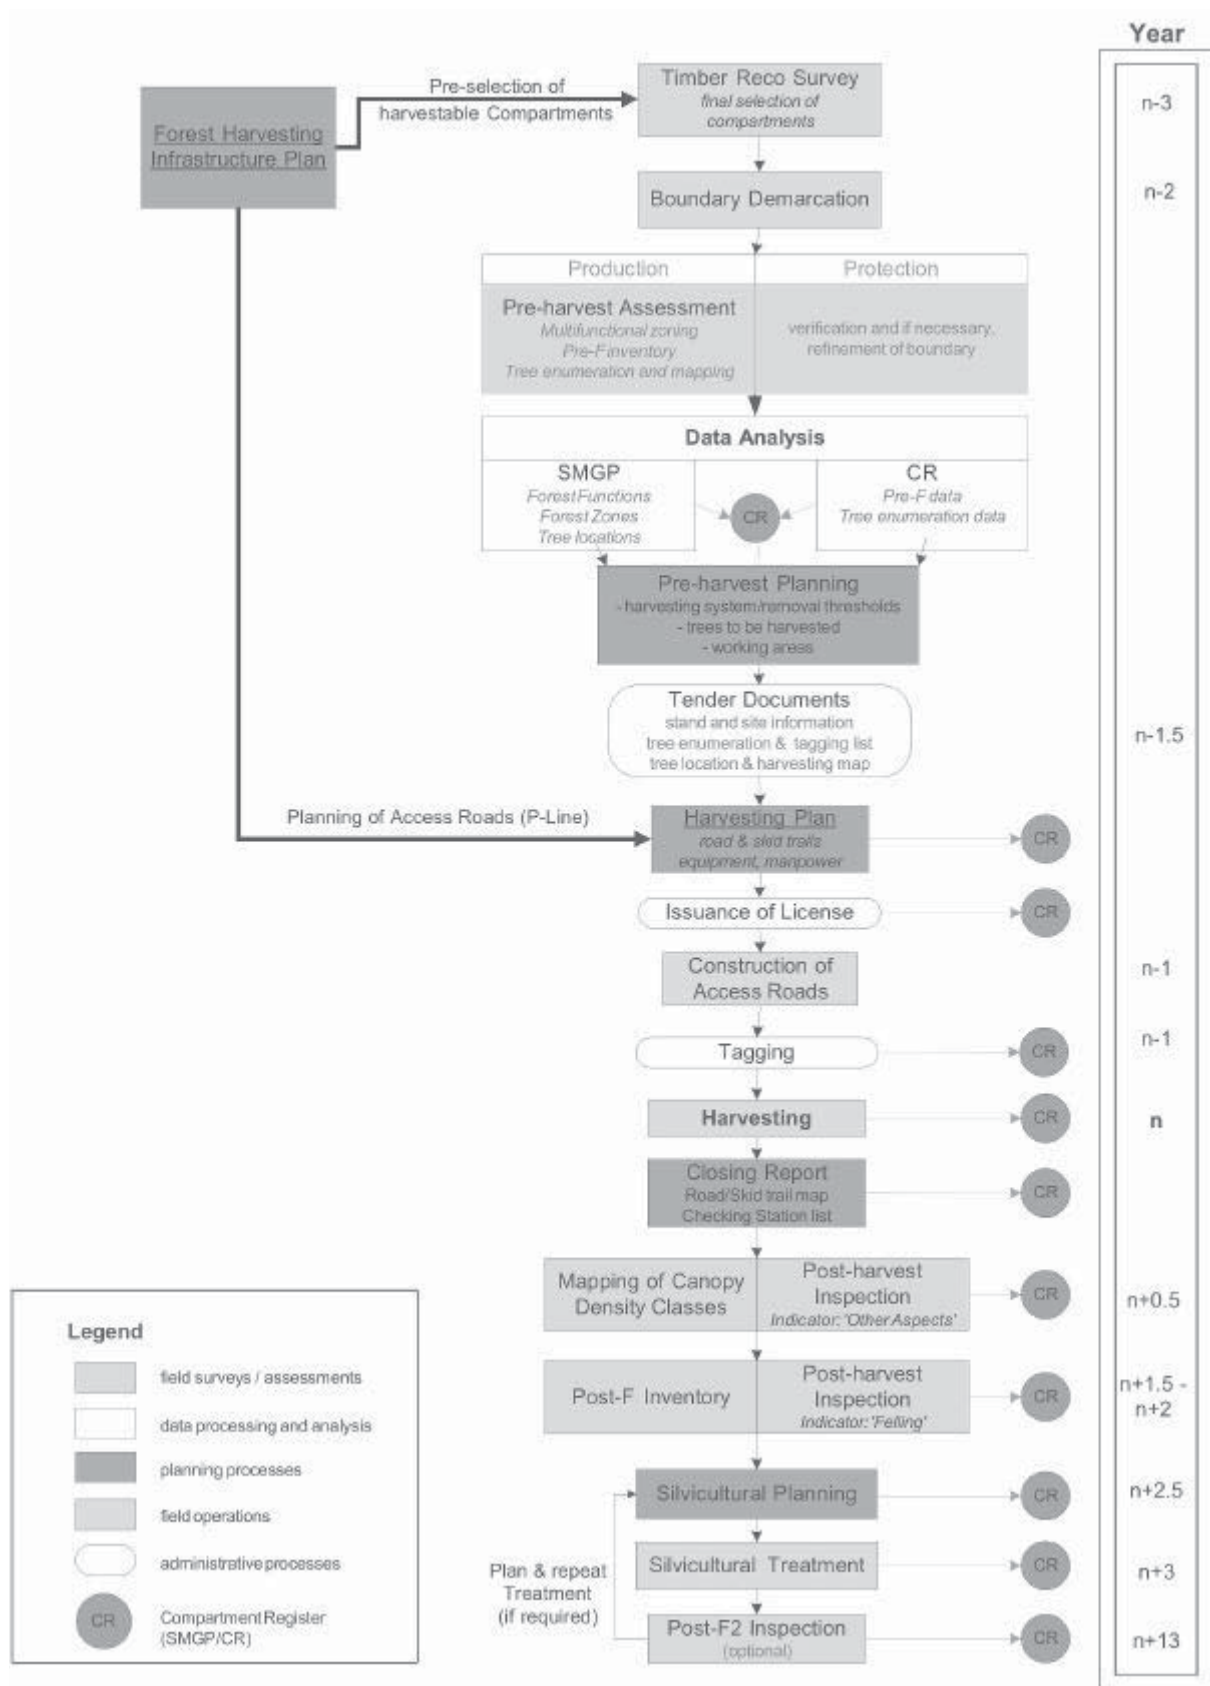 Year
Pre-selection of
harvestable Compartments
Forest Harvesting
Infrastructure Plan
Timber Reco Survey
final selection of
compartments
n-3
Boundary Demarcation
n-2
Production
Protection
Pre-harvest Assessment
Multifunctional zoning
Pre-F inventory
Tree enumeration and mapping
verification and if necessary,
refinement of boundary
Data Analysis
SMGP
Forest Functions
Forest Zones
Tree locations
CR
CR
Pre-F data
Tree enumeration data
Pre-harvest Planning
- harvesting system/removal thresholds
- trees to be harvested
- working areas
Tender Documents
stand and site information
tree enumeration & tagging list
tree location & harvesting map
n-1.5
Planning of Access Roads (P-Line)
Harvesting Plan
road & skid trails
equipment, manpower
CR
Issuance of License
CR
Construction of
Access Roads
n-1
Tagging
CR
n-1
Harvesting
CR
n
Closing Report
Road/Skid trail map
Checking Station list
CR
Mapping of Canopy
Density Classes
Post-harvest
Inspection
Indicator: 'Other Aspects'
CR
n+0.5
Post-F Inventory
Post-harvest
Inspection
Indicator: 'Felling'
CR
n+1.5 -
n+2
Silvicultural Planning
CR
n+2.5
Silvicultural Treatment
CR
n+3
Plan & repeat
Treatment
(if required)
Post-F2 Inspection
(optional)
CR
n+13
Legend
field surveys / assessments
data processing and analysis
planning processes
field operations
administrative processes
CR
Compartment Register
(SMGP/CR)